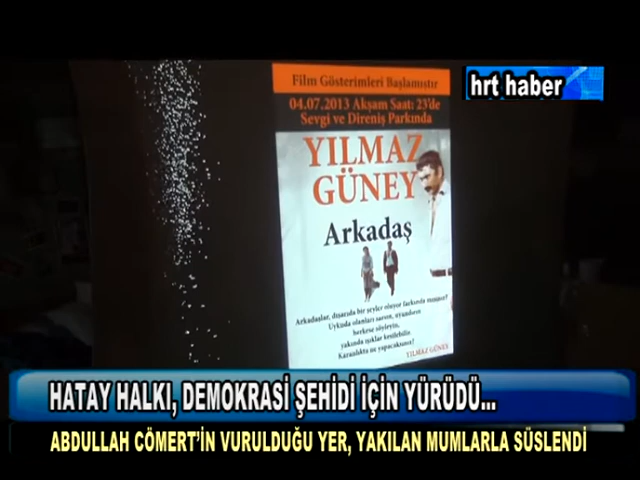 hrt haber
Film Gösterimleri Başlamıştır
04.07.2013 Akşam Saat: 23'de
Sevgi ve Direniş Parkında
YILMAZ
GÜNEY
Arkadaş
Arkadaşlar, dışarıda bir şeyler oluyor farkında mısınız?
Uykuda olanları sarsın, uyandırın
herkese söyleyin,
yakında ışıklar kesilebilir
Karanlıkta ne yapacaksınız?
YILMAZ GÜNEY
HATAY HALKI, DEMOKRASİ ŞEHİDİ İÇİN YÜRÜDÜ...
ABDULLAH CÖMERT'İN VURULDUĞU YER, YAKILAN MUMLARLA SÜSLENDİ